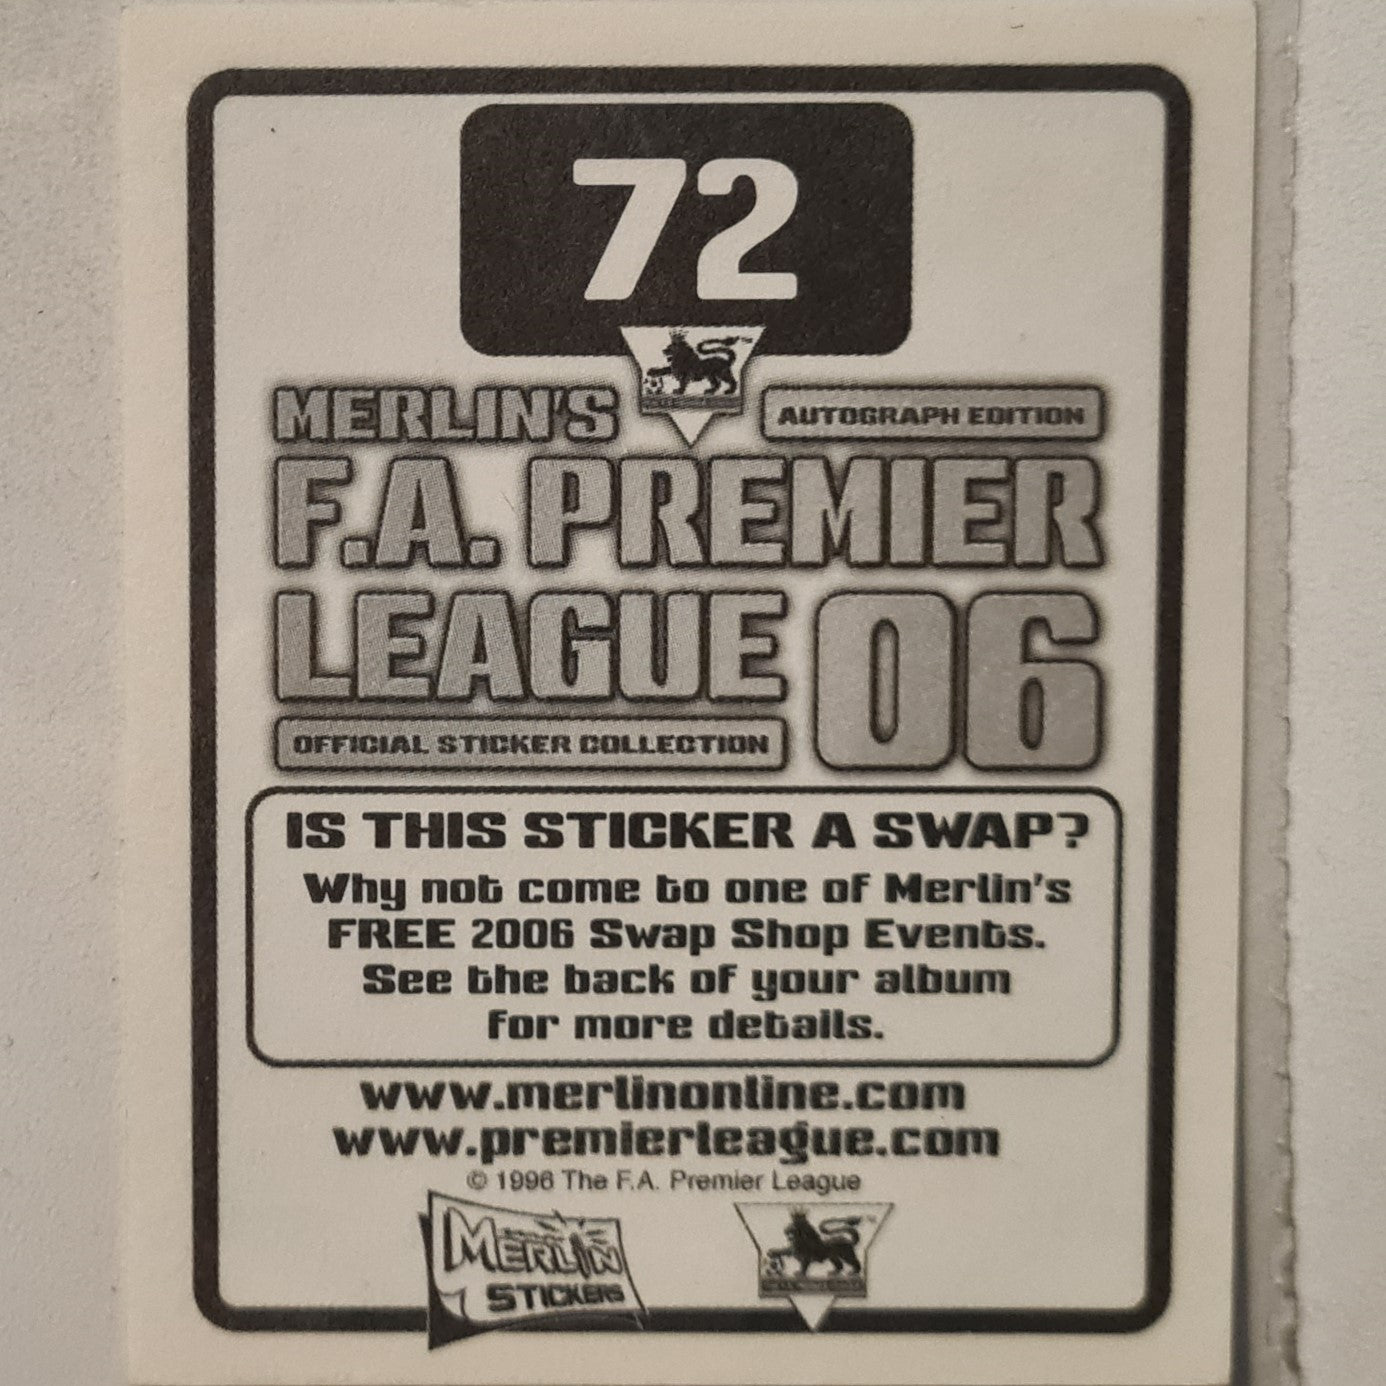 72
MERLIN'S
AUTOGRAPH EDITION
F.A. PREMIER
LEAGUE 06
OFFICIAL STICKER COLLECTION
IS THIS STICKER A SWAP?
Why not come to one of Merlin's
FREE 2006 Swap Shop Events.
See the back of your album
for more details.
www.merlinonline.com
www.premierleague.com
© 1996 The F.A. Premier League
MERLIN
STICKERS